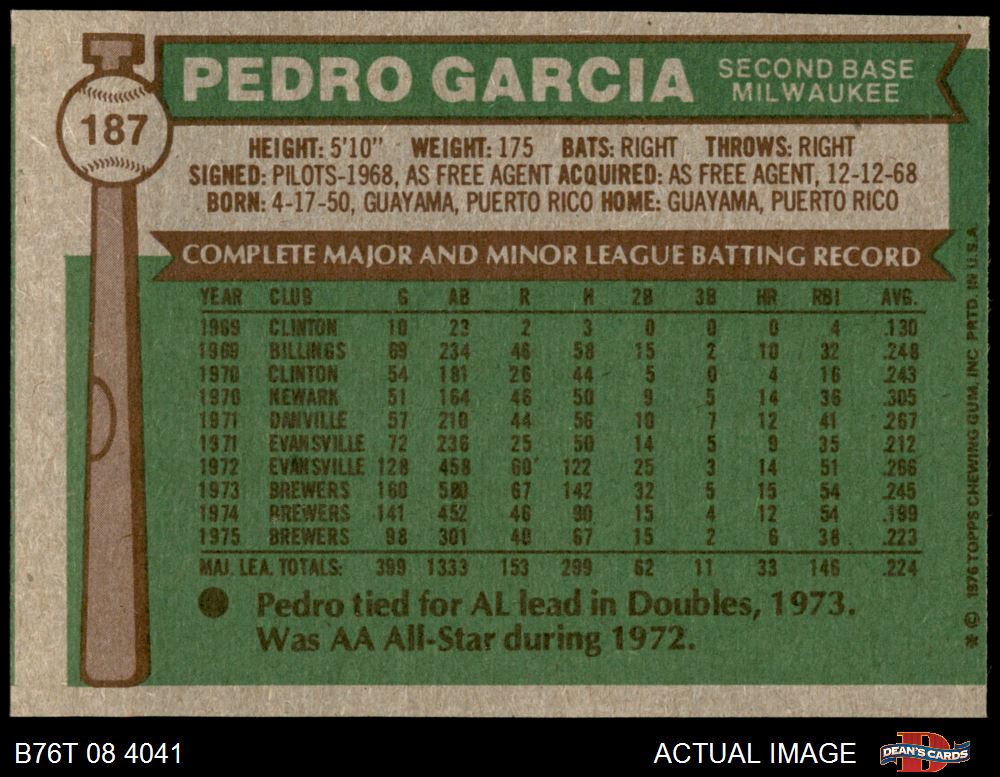 PEDRO GARCIA
SECOND BASE
MILWAUKEE
187
HEIGHT: 5'10" WEIGHT: 175 BATS: RIGHT THROWS: RIGHT
SIGNED: PILOTS-1968, AS FREE AGENT ACQUIRED: AS FREE AGENT, 12-12-68
BORN: 4-17-50, GUAYAMA, PUERTO RICO HOME: GUAYAMA, PUERTO RICO
COMPLETE MAJOR AND MINOR LEAGUE BATTING RECORD
YEAR CLUB G AB R H 2B 3B HR RBI AVG.
1969 CLINTON 10 23 2 3 0 0 0 4 .130
1969 BILLINGS 69 234 46 58 15 2 10 32 .248
1970 CLINTON 54 181 26 44 5 0 4 16 .243
1970 NEWARK 51 164 46 50 9 5 14 36 .305
1971 DANVILLE 57 210 44 56 10 7 12 41 .267
1971 EVANSVILLE 72 236 25 50 14 5 9 35 .212
1972 EVANSVILLE 128 458 60 122 25 3 14 51 .266
1973 BREWERS 160 580 67 142 32 5 15 54 .245
1974 BREWERS 141 452 46 90 15 4 12 54 .199
1975 BREWERS 98 301 40 67 15 2 6 38 .223
MAJ. LEA. TOTALS: 399 1333 153 299 62 11 33 146 .224
Pedro tied for AL lead in Doubles, 1973.
Was AA All-Star during 1972.
* © 1976 TOPPS CHEWING GUM, INC. PRTD. IN U.S.A.
B76T 08 4041
ACTUAL IMAGE
DEAN'S CARDS